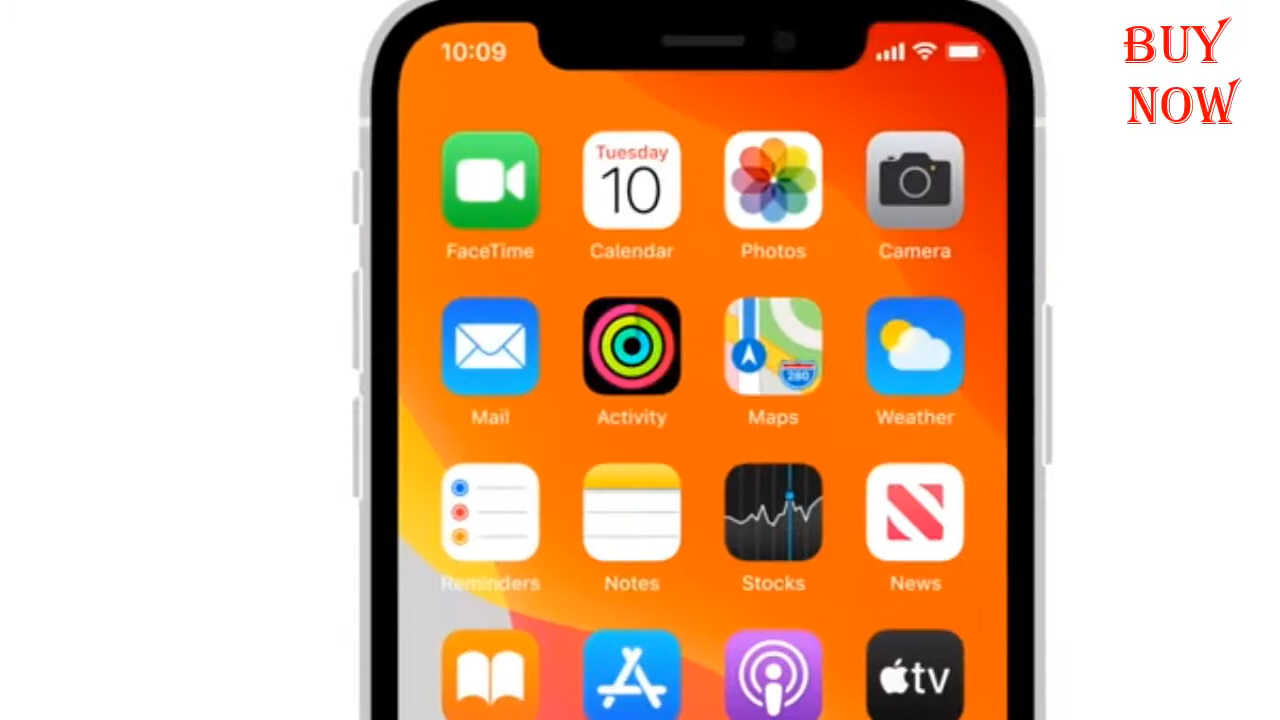 10:09
BUY
NOW
Tuesday
10
FaceTime
Calendar
Photos
Camera
280
Mail
Activity
Maps
Weather
Reminders
Notes
Stocks
News
tv